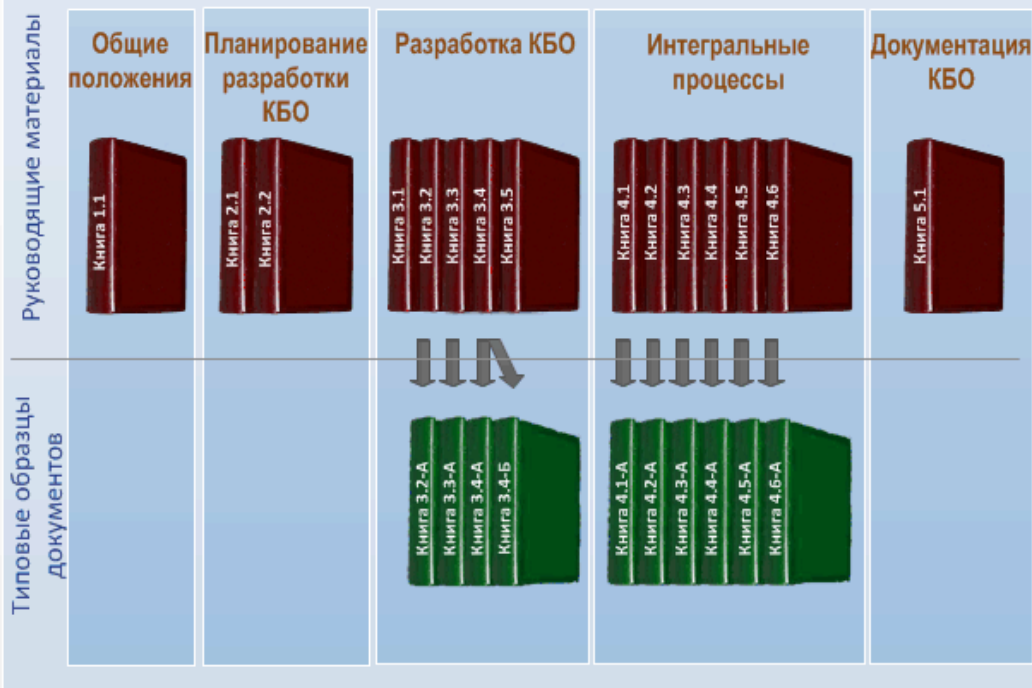 Руководящие материалы
Общие
положения
Планирование
разработки
КБО
Разработка КБО
Интегральные
процессы
Документация
КБО
Книга 1.1
Книга 2.1
Книга 2.2
Книга 3.1
Книга 3.2
Книга 3.3
Книга 3.4
Книга 3.5
Книга 4.1
Книга 4.2
Книга 4.3
Книга 4.4
Книга 4.5
Книга 4.6
Книга 5.1
Типовые образцы
документов
Книга 3.2-А
Книга 3.3-А
Книга 3.4-А
Книга 3.4-Б
Книга 4.1-А
Книга 4.2-А
Книга 4.3-А
Книга 4.4-А
Книга 4.5-А
Книга 4.6-А